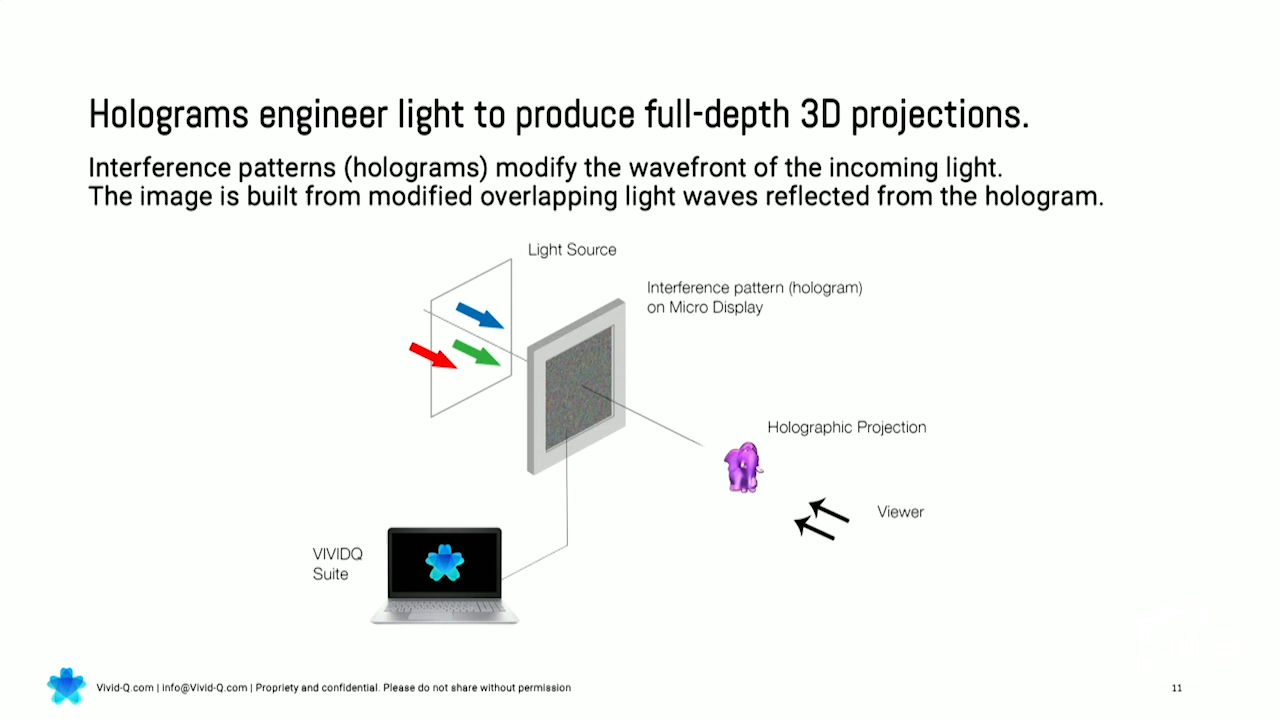 Holograms engineer light to produce full-depth 3D projections.
Interference patterns (holograms) modify the wavefront of the incoming light.
The image is built from modified overlapping light waves reflected from the hologram.
Light Source
Interference pattern (hologram)
on Micro Display
Holographic Projection
Viewer
VIVIDQ
Suite
Vivid-Q.com | info@Vivid-Q.com | Propriety and confidential. Please do not share without permission
11